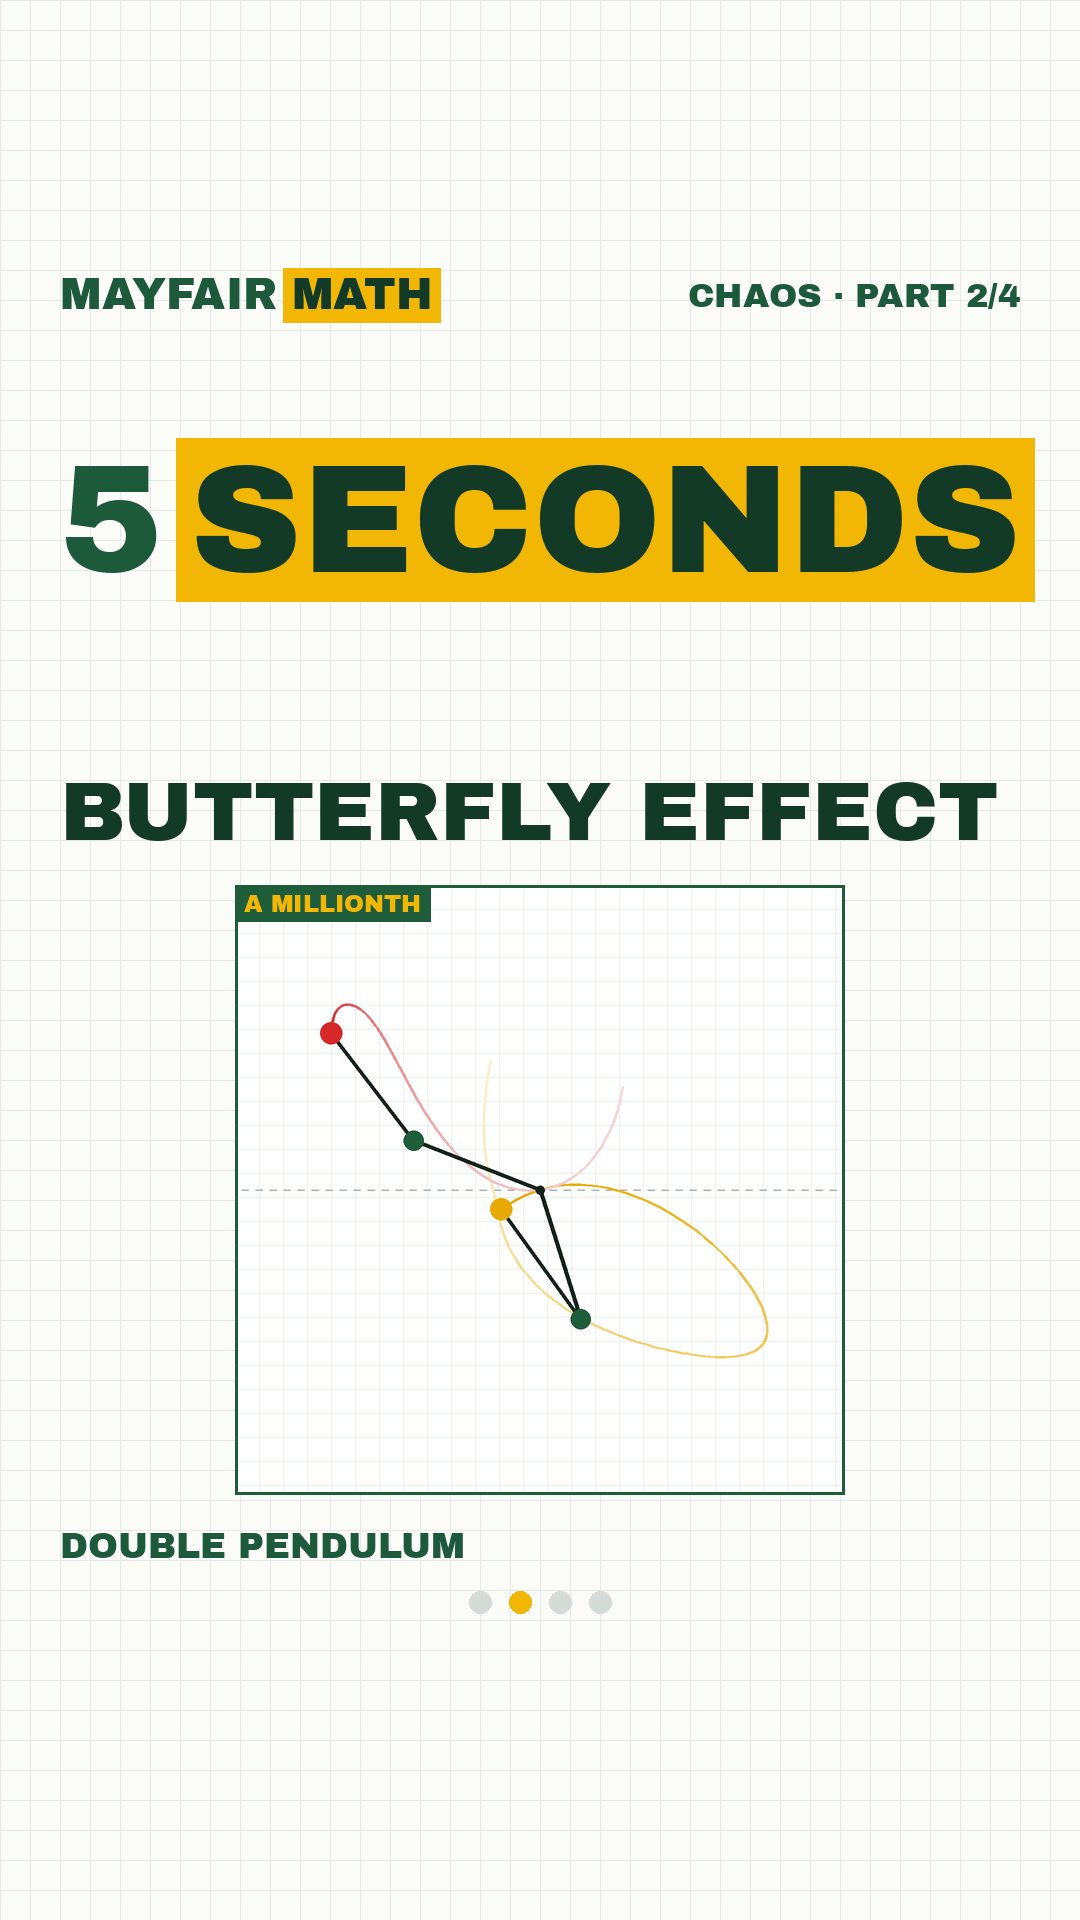 MAYFAIR MATH
CHAOS · PART 2/4
5 SECONDS
BUTTERFLY EFFECT
A MILLIONTH
DOUBLE PENDULUM